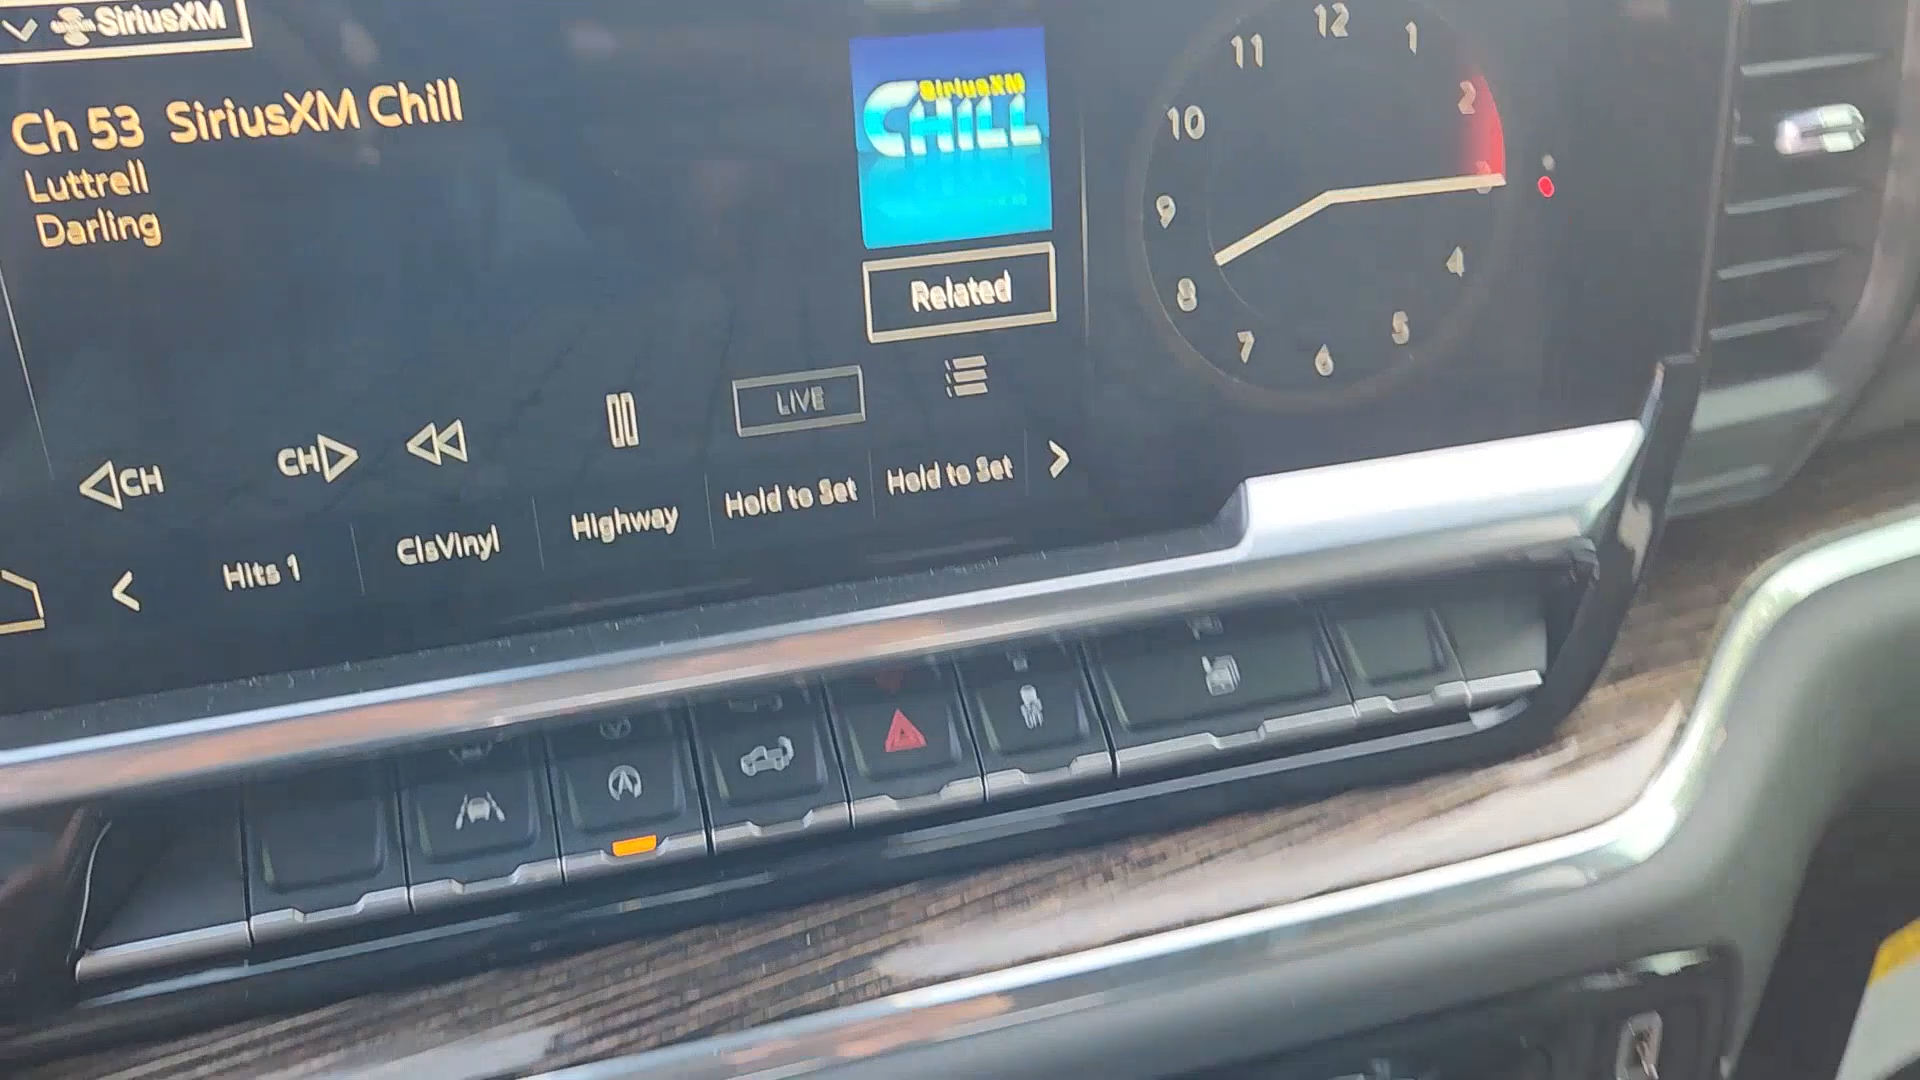 SiriusXM
Ch 53 SiriusXM Chill
Luttrell
Darling
SiriusXM
CHILL
Related
LIVE
CH
CH
Hits 1
ClsVinyl
Highway
Hold to Set
Hold to Set
12
1
2
3
4
5
6
7
8
9
10
11
A